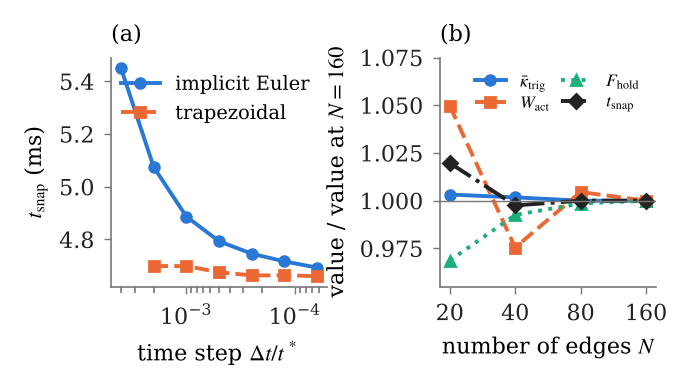 (a)
5.4
5.2
5.0
4.8
t_snap (ms)
implicit Euler
trapezoidal
10⁻³
10⁻⁴
time step Δt/t*
(b)
1.075
1.050
1.025
1.000
0.975
value / value at N = 160
κ̄_trig
W_act
F_hold
t_snap
20
40
80
160
number of edges N